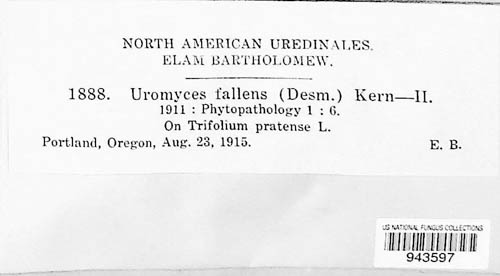 NORTH AMERICAN UREDINALES.
ELAM BARTHOLOMEW.
1888. Uromyces fallens (Desm.) Kern—II.
1911 : Phytopathology 1 : 6.
On Trifolium pratense L.
Portland, Oregon, Aug. 23, 1915. E. B.
US NATIONAL FUNGUS COLLECTIONS
943597